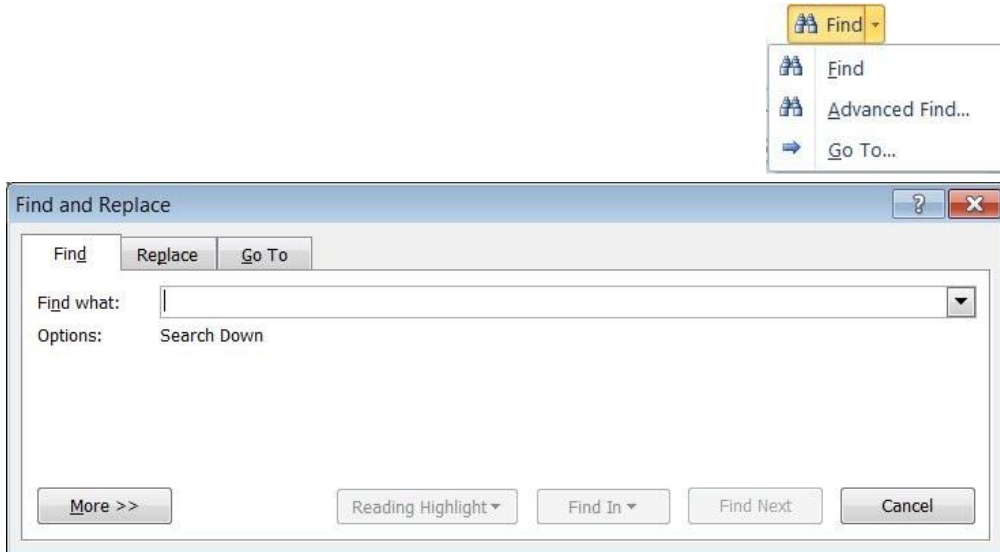 Find
Find
Advanced Find...
Go To...
Find and Replace
Find Replace Go To
Find what:
Options: Search Down
More >> Reading Highlight Find In Find Next Cancel